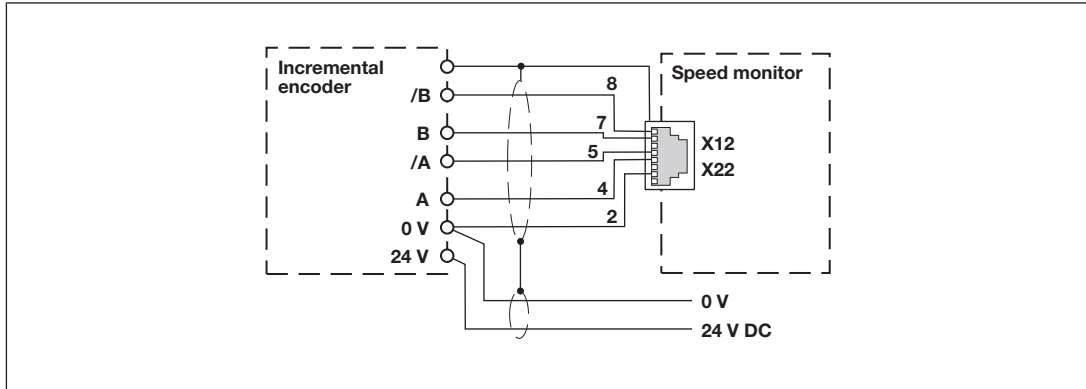 Incremental
encoder
Speed monitor
/B
8
B
7
X12
/A
5
X22
A
4
0 V
2
24 V
0 V
24 V DC